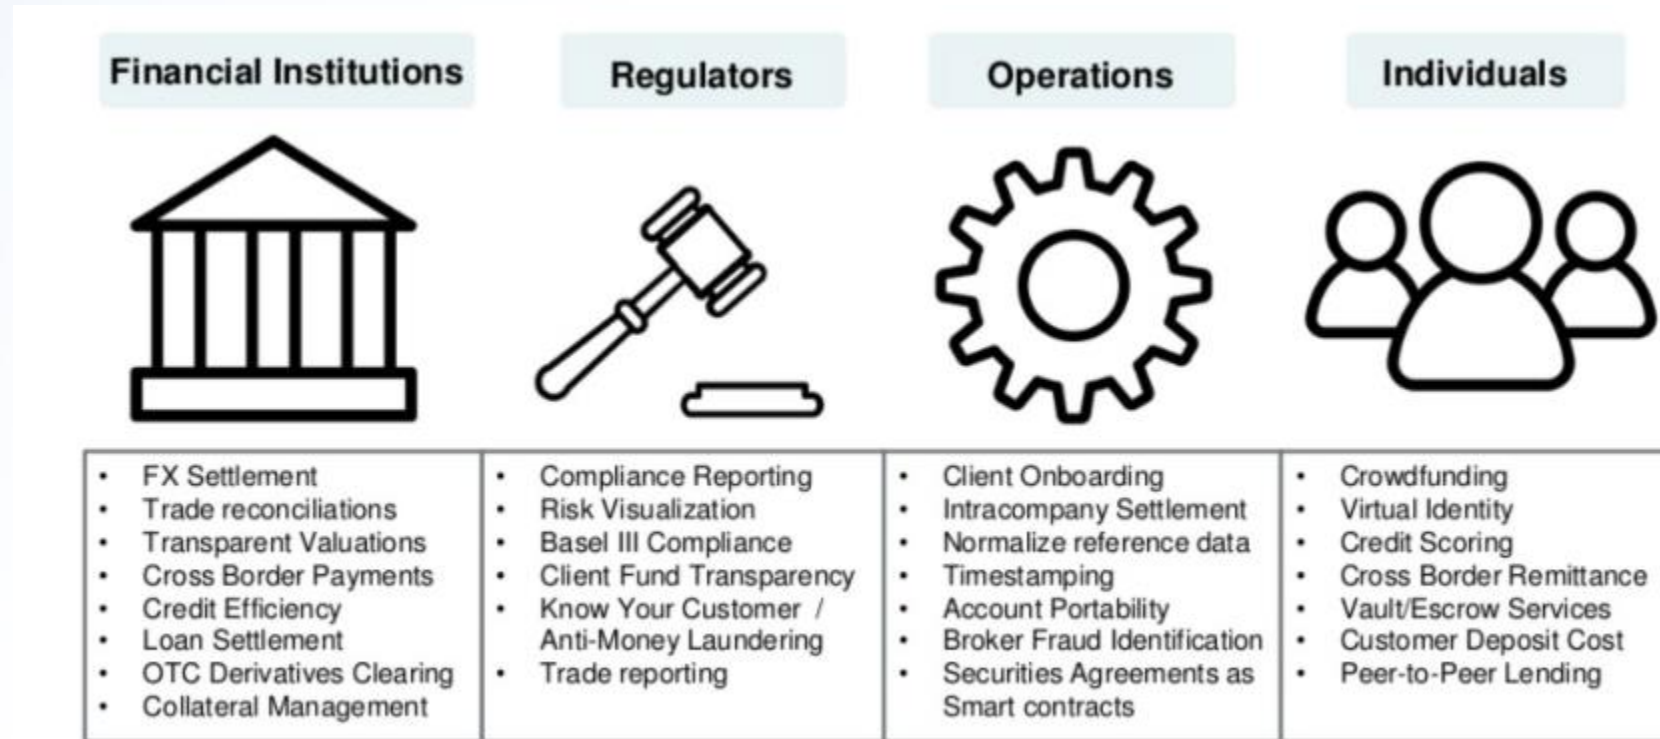 Financial Institutions
Regulators
Operations
Individuals
• FX Settlement
• Trade reconciliations
• Transparent Valuations
• Cross Border Payments
• Credit Efficiency
• Loan Settlement
• OTC Derivatives Clearing
• Collateral Management
• Compliance Reporting
• Risk Visualization
• Basel III Compliance
• Client Fund Transparency
• Know Your Customer /
Anti-Money Laundering
• Trade reporting
• Client Onboarding
• Intracompany Settlement
• Normalize reference data
• Timestamping
• Account Portability
• Broker Fraud Identification
• Securities Agreements as
Smart contracts
• Crowdfunding
• Virtual Identity
• Credit Scoring
• Cross Border Remittance
• Vault/Escrow Services
• Customer Deposit Cost
• Peer-to-Peer Lending